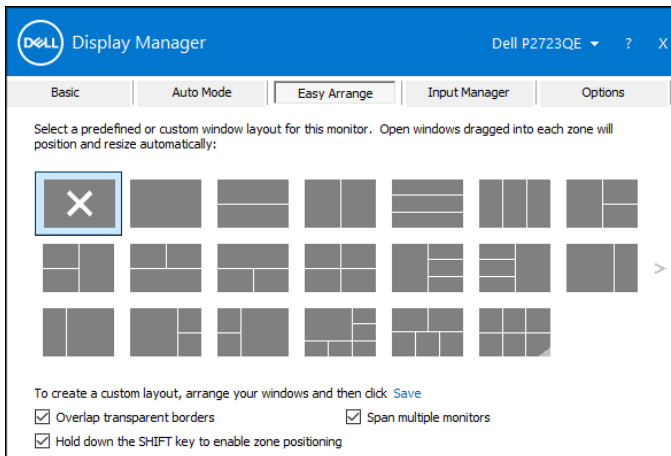 DELL Display Manager Dell P2723QE ? X
Basic Auto Mode Easy Arrange Input Manager Options
Select a predefined or custom window layout for this monitor. Open windows dragged into each zone will
position and resize automatically:
>
To create a custom layout, arrange your windows and then click Save
Overlap transparent borders Span multiple monitors
Hold down the SHIFT key to enable zone positioning